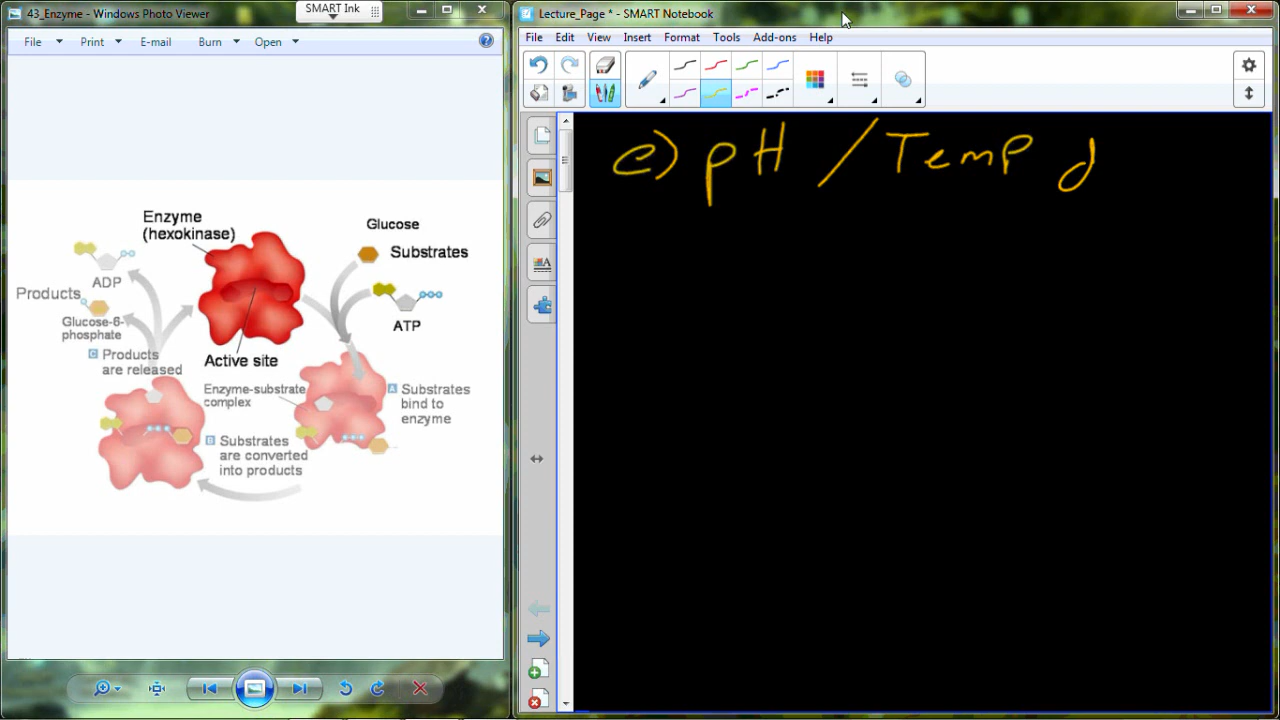 43_Enzyme - Windows Photo Viewer
SMART Ink
File Print E-mail Burn Open
Enzyme
(hexokinase)
Glucose
Substrates
ADP
Products
Glucose-6-
phosphate
ATP
C Products
are released
Active site
Enzyme-substrate
complex
A Substrates
bind to
enzyme
B Substrates
are converted
into products
Lecture_Page * - SMART Notebook
File Edit View Insert Format Tools Add-ons Help
e) pH / Temp d